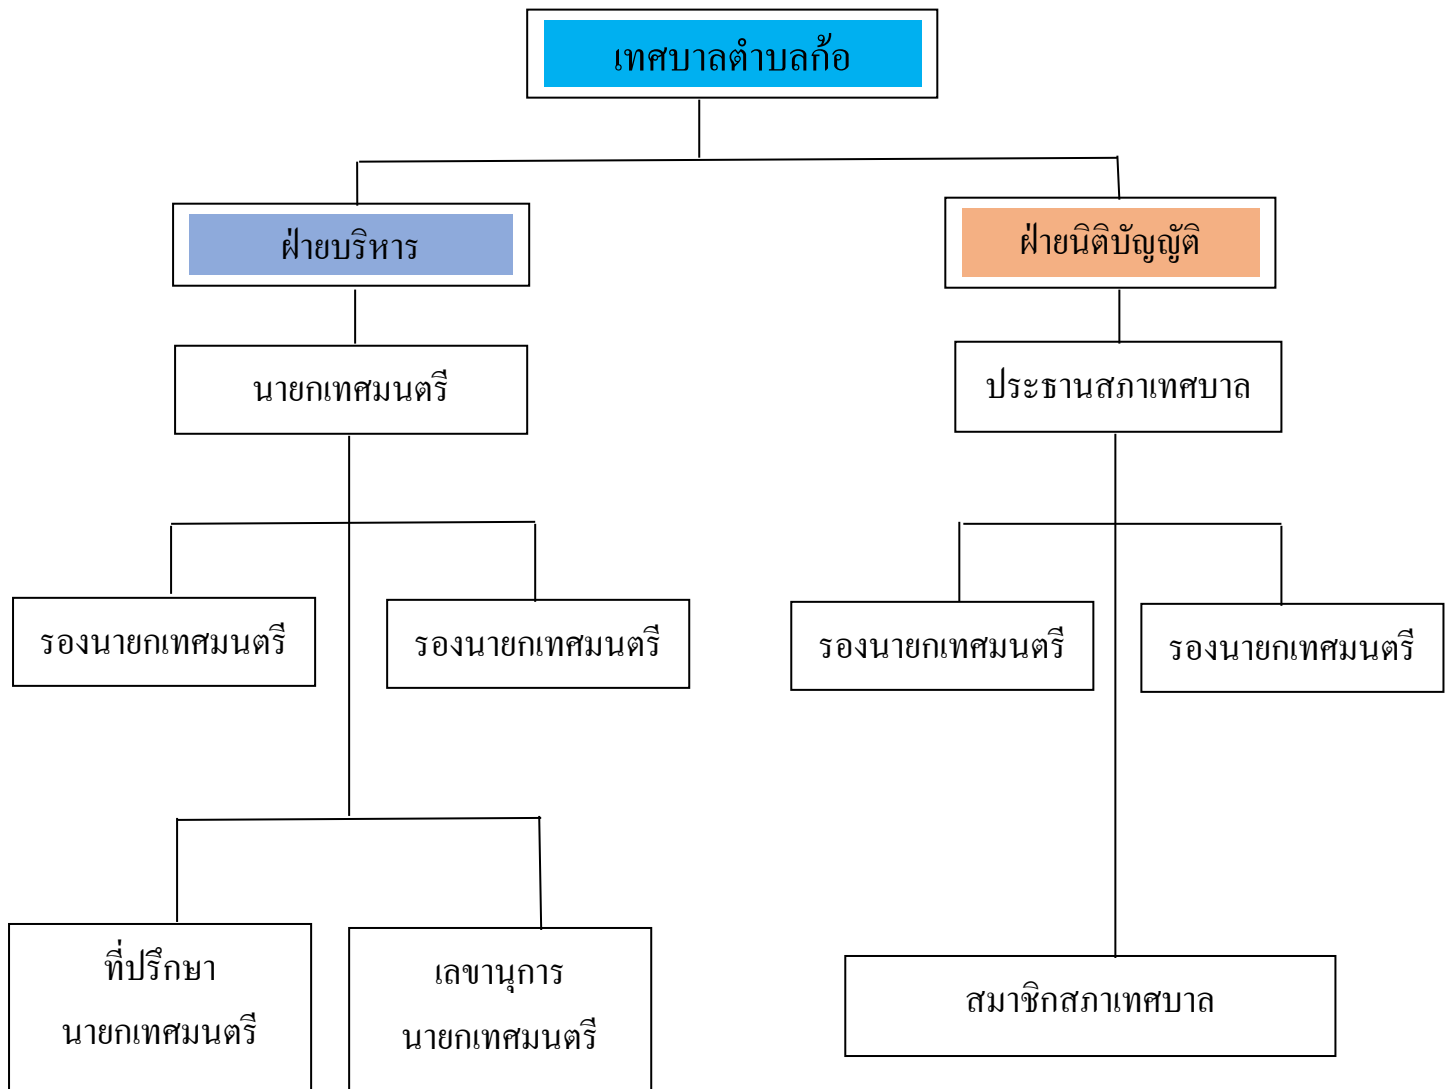 เทศบาลตำบลก้อ
ฝ่ายบริหาร
ฝ่ายนิติบัญญัติ
นายกเทศมนตรี
ประธานสภาเทศบาล
รองนายกเทศมนตรี
รองนายกเทศมนตรี
รองนายกเทศมนตรี
รองนายกเทศมนตรี
ที่ปรึกษา
นายกเทศมนตรี
เลขานุการ
นายกเทศมนตรี
สมาชิกสภาเทศบาล